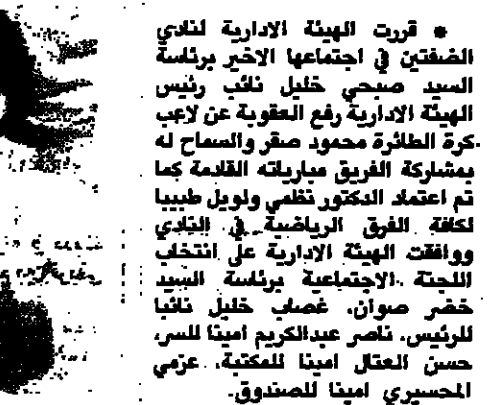 ● قررت الهيئة الادارية لنادي
الضفتين في اجتماعها الاخير برئاسة
السيد صبحي خليل نائب رئيس
الهيئة الادارية رفع العقوبة عن لاعب
كرة الطائرة محمود صقر والسماح له
بمشاركة الفريق مبارياته القادمة كما
تم اعتماد الدكتور نظمي ولويل طبيبا
لكافة الفرق الرياضية في النادي
ووافقت الهيئة الادارية على انتخاب
اللجنة الاجتماعية برئاسة السيد
خضر صوان، غصاب خليل نائبا
للرئيس، ناصر عبدالكريم امينا للسر،
حسن العتال امينا للمكتبة، عزمي
المحسيري امينا للصندوق.